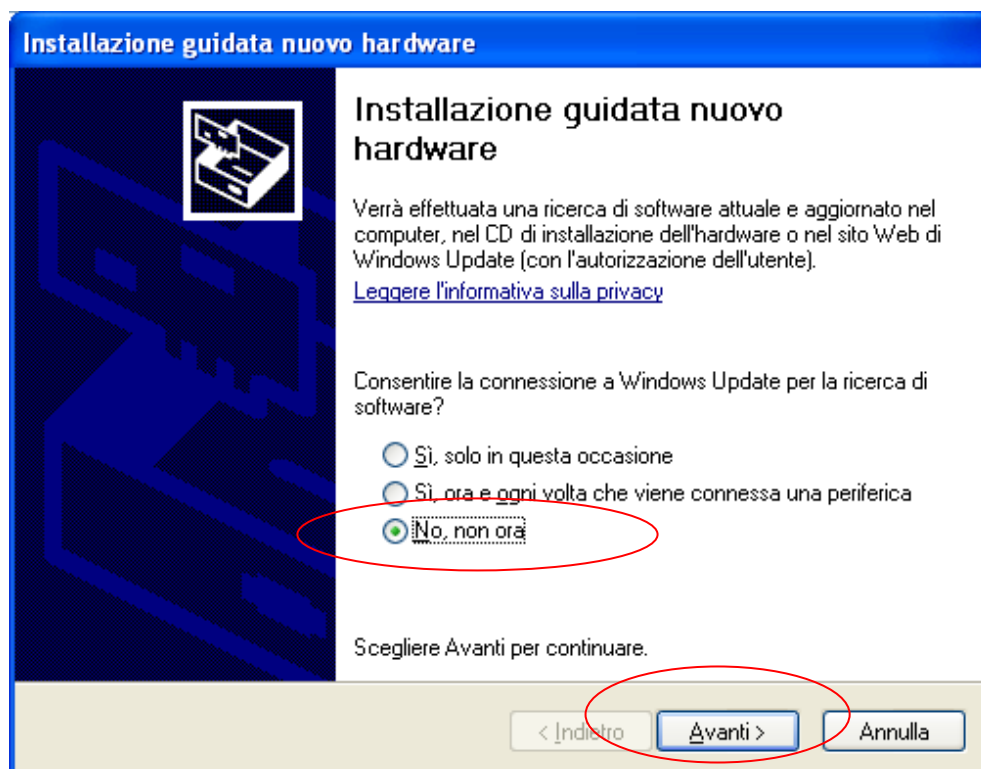 Installazione guidata nuovo hardware
Installazione guidata nuovo
hardware
Verrà effettuata una ricerca di software attuale e aggiornato nel
computer, nel CD di installazione dell'hardware o nel sito Web di
Windows Update (con l'autorizzazione dell'utente).
Leggere l'informativa sulla privacy
Consentire la connessione a Windows Update per la ricerca di
software?
Sì, solo in questa occasione
Sì, ora e ogni volta che viene connessa una periferica
No, non ora
Scegliere Avanti per continuare.
< Indietro Avanti > Annulla